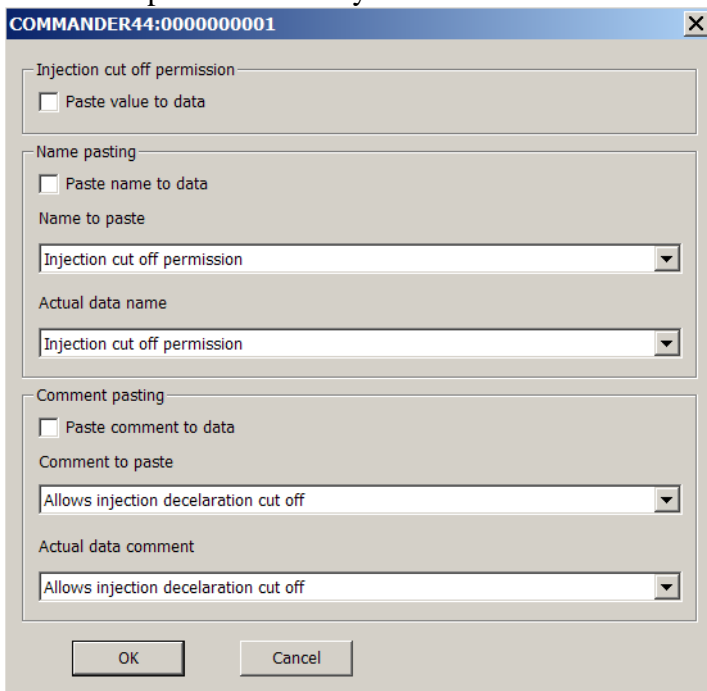 COMMANDER44:0000000001
Injection cut off permission
Paste value to data
Name pasting
Paste name to data
Name to paste
Injection cut off permission
Actual data name
Injection cut off permission
Comment pasting
Paste comment to data
Comment to paste
Allows injection decelaration cut off
Actual data comment
Allows injection decelaration cut off
OK Cancel